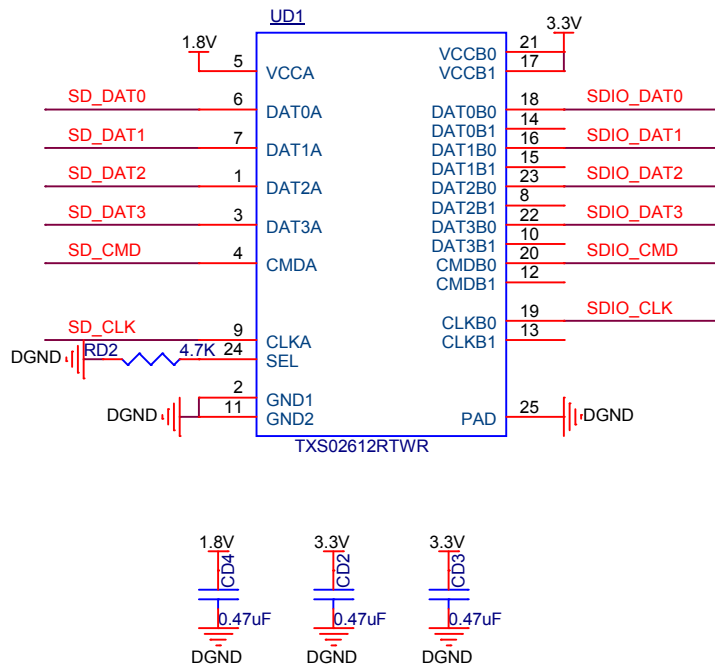 UD1
1.8V
3.3V
5 VCCA
VCCB0 21
VCCB1 17
SD_DAT0 6 DAT0A
DAT0B0 18 SDIO_DAT0
DAT0B1 14
SD_DAT1 7 DAT1A
DAT1B0 16 SDIO_DAT1
DAT1B1 15
SD_DAT2 1 DAT2A
DAT2B0 23 SDIO_DAT2
DAT2B1 8
SD_DAT3 3 DAT3A
DAT3B0 22 SDIO_DAT3
DAT3B1 10
SD_CMD 4 CMDA
CMDB0 20 SDIO_CMD
CMDB1 12
SD_CLK 9 CLKA
CLKB0 19 SDIO_CLK
CLKB1 13
DGND RD2 4.7K 24 SEL
2 GND1
DGND 11 GND2
PAD 25 DGND
TXS02612RTWR
1.8V 3.3V 3.3V
CD4 CD2 CD3
0.47uF 0.47uF 0.47uF
DGND DGND DGND